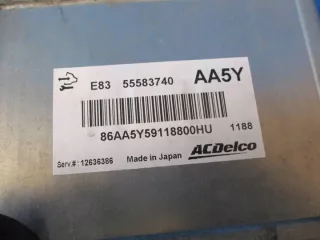 E83 55583740 AA5Y
86AA5Y59118800HU 1188
Serv.#: 12636386 Made in Japan ACDelco